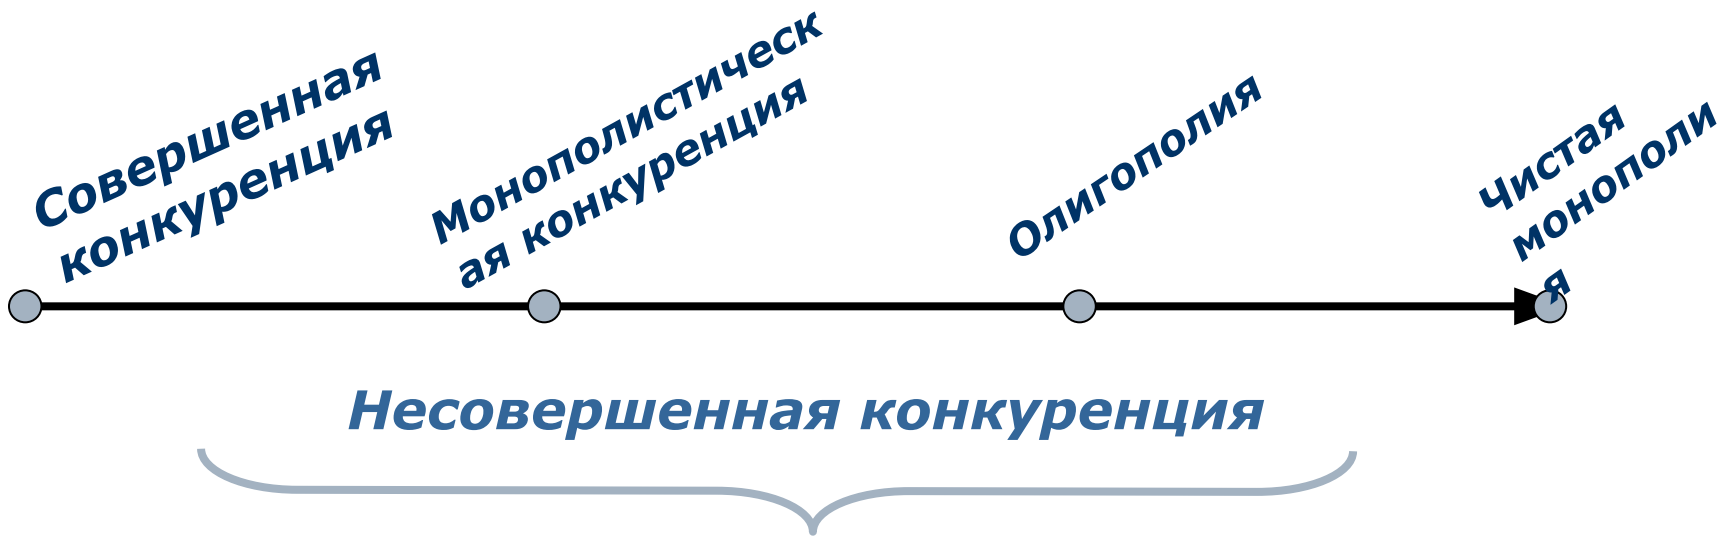 Совершенная
конкуренция
Монополистическ
ая конкуренция
Олигополия
Чистая
монополи
я
Несовершенная конкуренция